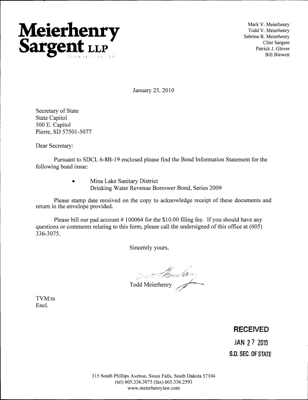 Meierhenry
Sargent LLP
Mark V. Meierhenry
Todd V. Meierhenry
Sabrina R. Meierhenry
Clint Sargent
Patrick J. Glover
Bill Blewett
January 25, 2010
Secretary of State
State Capitol
500 E. Capitol
Pierre, SD 57501-5077
Dear Secretary:
Pursuant to SDCL 6-8B-19 enclosed please find the Bond Information Statement for the
following bond issue:
• Mina Lake Sanitary District
Drinking Water Revenue Borrower Bond, Series 2009
Please stamp date received on the copy to acknowledge receipt of these documents and
return in the envelope provided.
Please bill our pad account # 100064 for the $10.00 filing fee. If you should have any
questions or comments relating to this form, please call the undersigned of this office at (605)
336-3075.
Sincerely yours,
Todd Meierhenry
TVM:ts
Encl.
RECEIVED
JAN 27 2010
S.D. SEC. OF STATE
315 South Phillips Avenue, Sioux Falls, South Dakota 57104
(tel) 605.336.3075 (fax) 605.336.2593
www.meierhenrylaw.com